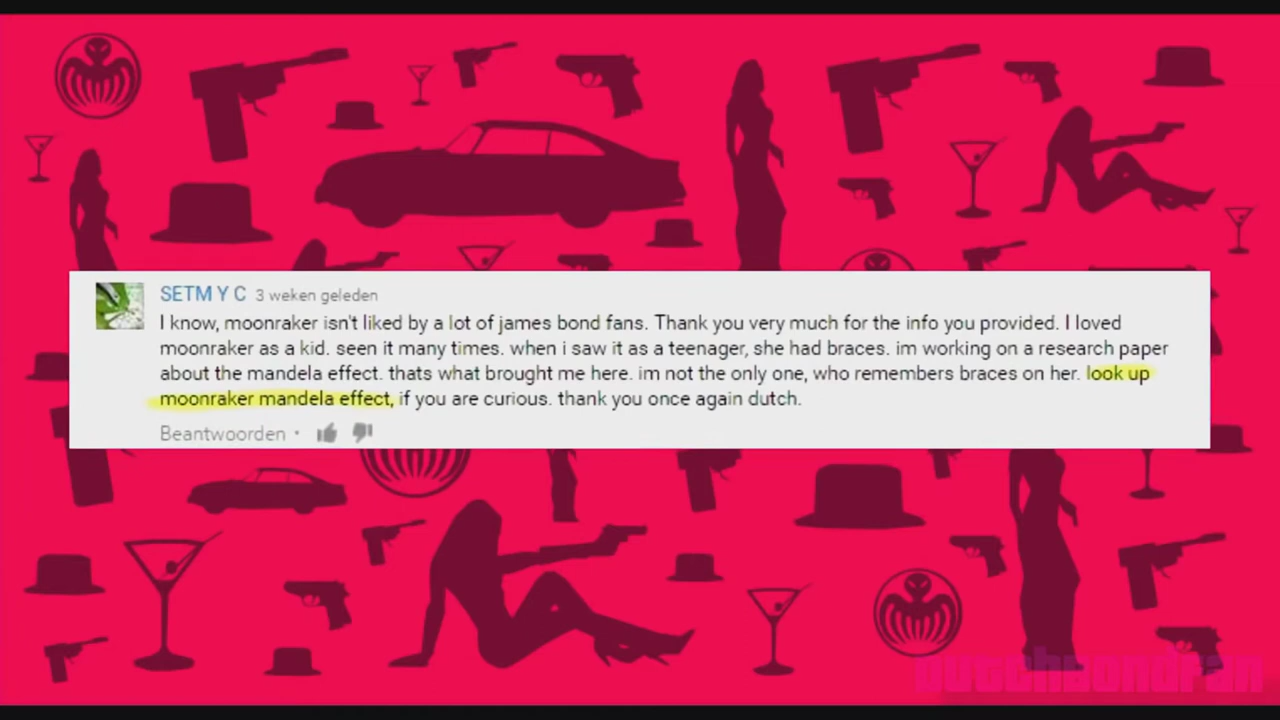 SETM Y C 3 weken geleden
I know, moonraker isn't liked by a lot of james bond fans. Thank you very much for the info you provided. I loved
moonraker as a kid. seen it many times. when i saw it as a teenager, she had braces. im working on a research paper
about the mandela effect. thats what brought me here. im not the only one, who remembers braces on her. look up
moonraker mandela effect, if you are curious. thank you once again dutch.
Beantwoorden •
Dutchbondfan